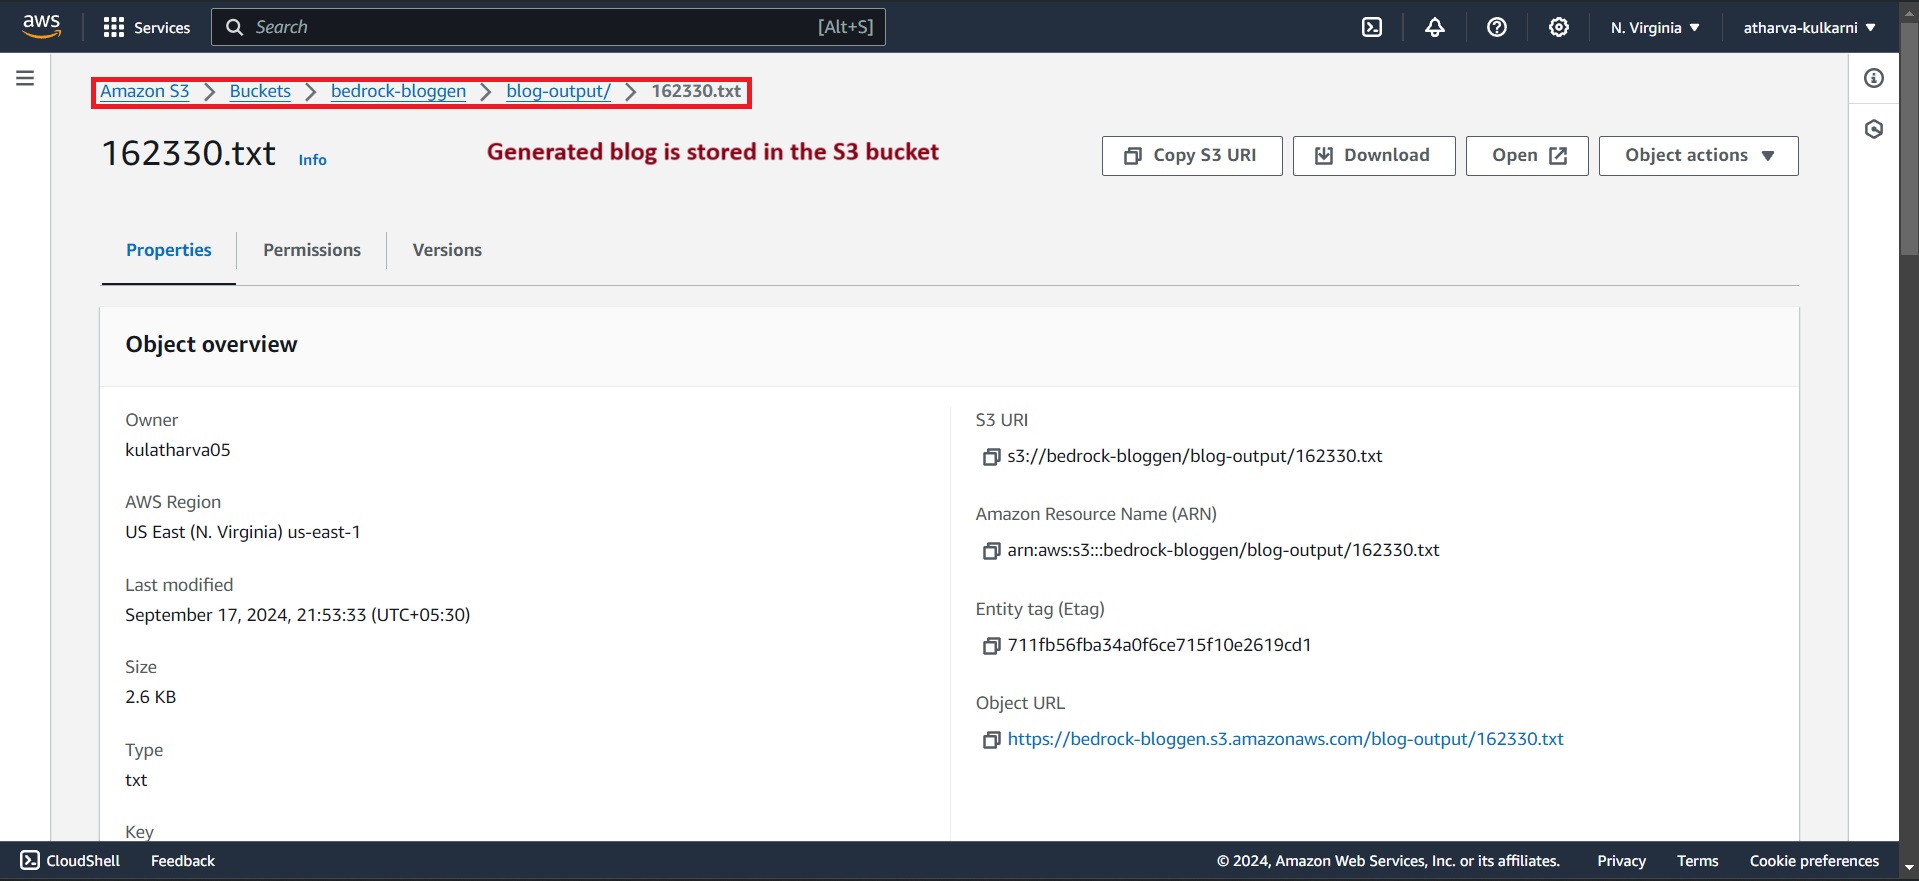 aws Services Search [Alt+S] N. Virginia atharva-kulkarni
Amazon S3 Buckets bedrock-bloggen blog-output/ 162330.txt
162330.txt Info
Generated blog is stored in the S3 bucket
Copy S3 URI Download Open Object actions
Properties Permissions Versions
Object overview
Owner
kulatharva05
AWS Region
US East (N. Virginia) us-east-1
Last modified
September 17, 2024, 21:53:33 (UTC+05:30)
Size
2.6 KB
Type
txt
Key
S3 URI
s3://bedrock-bloggen/blog-output/162330.txt
Amazon Resource Name (ARN)
arn:aws:s3:::bedrock-bloggen/blog-output/162330.txt
Entity tag (Etag)
711fb56fba34a0f6ce715f10e2619cd1
Object URL
https://bedrock-bloggen.s3.amazonaws.com/blog-output/162330.txt
CloudShell Feedback © 2024, Amazon Web Services, Inc. or its affiliates. Privacy Terms Cookie preferences